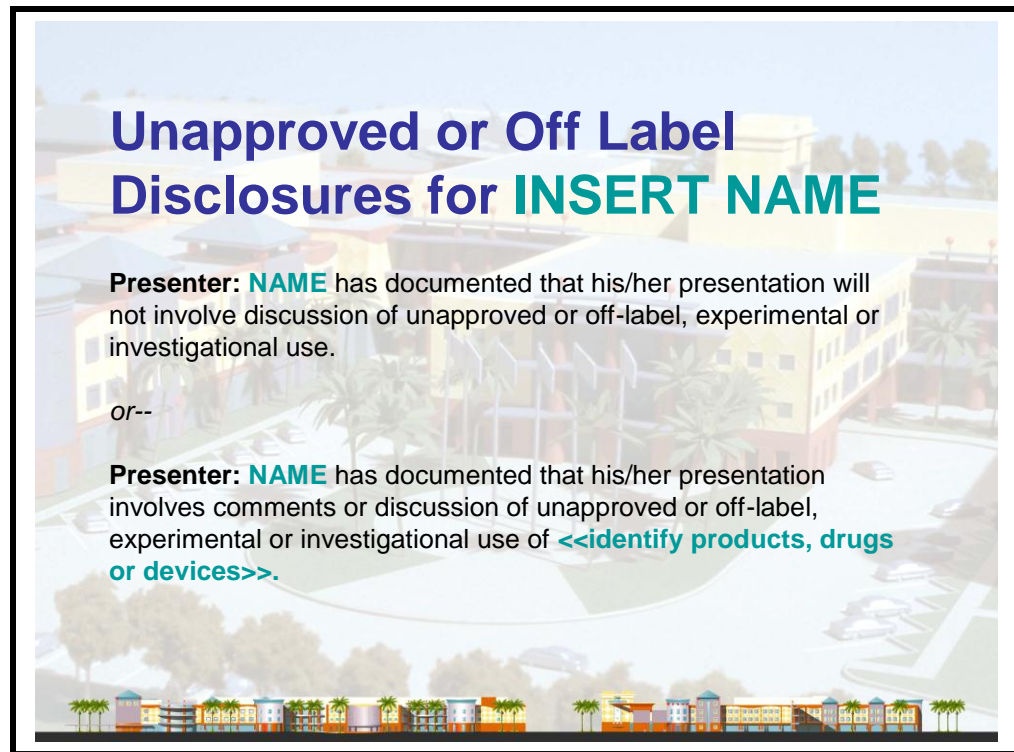 Unapproved or Off Label
Disclosures for INSERT NAME
Presenter: NAME has documented that his/her presentation will
not involve discussion of unapproved or off-label, experimental or
investigational use.
or--
Presenter: NAME has documented that his/her presentation
involves comments or discussion of unapproved or off-label,
experimental or investigational use of <<identify products, drugs
or devices>>.